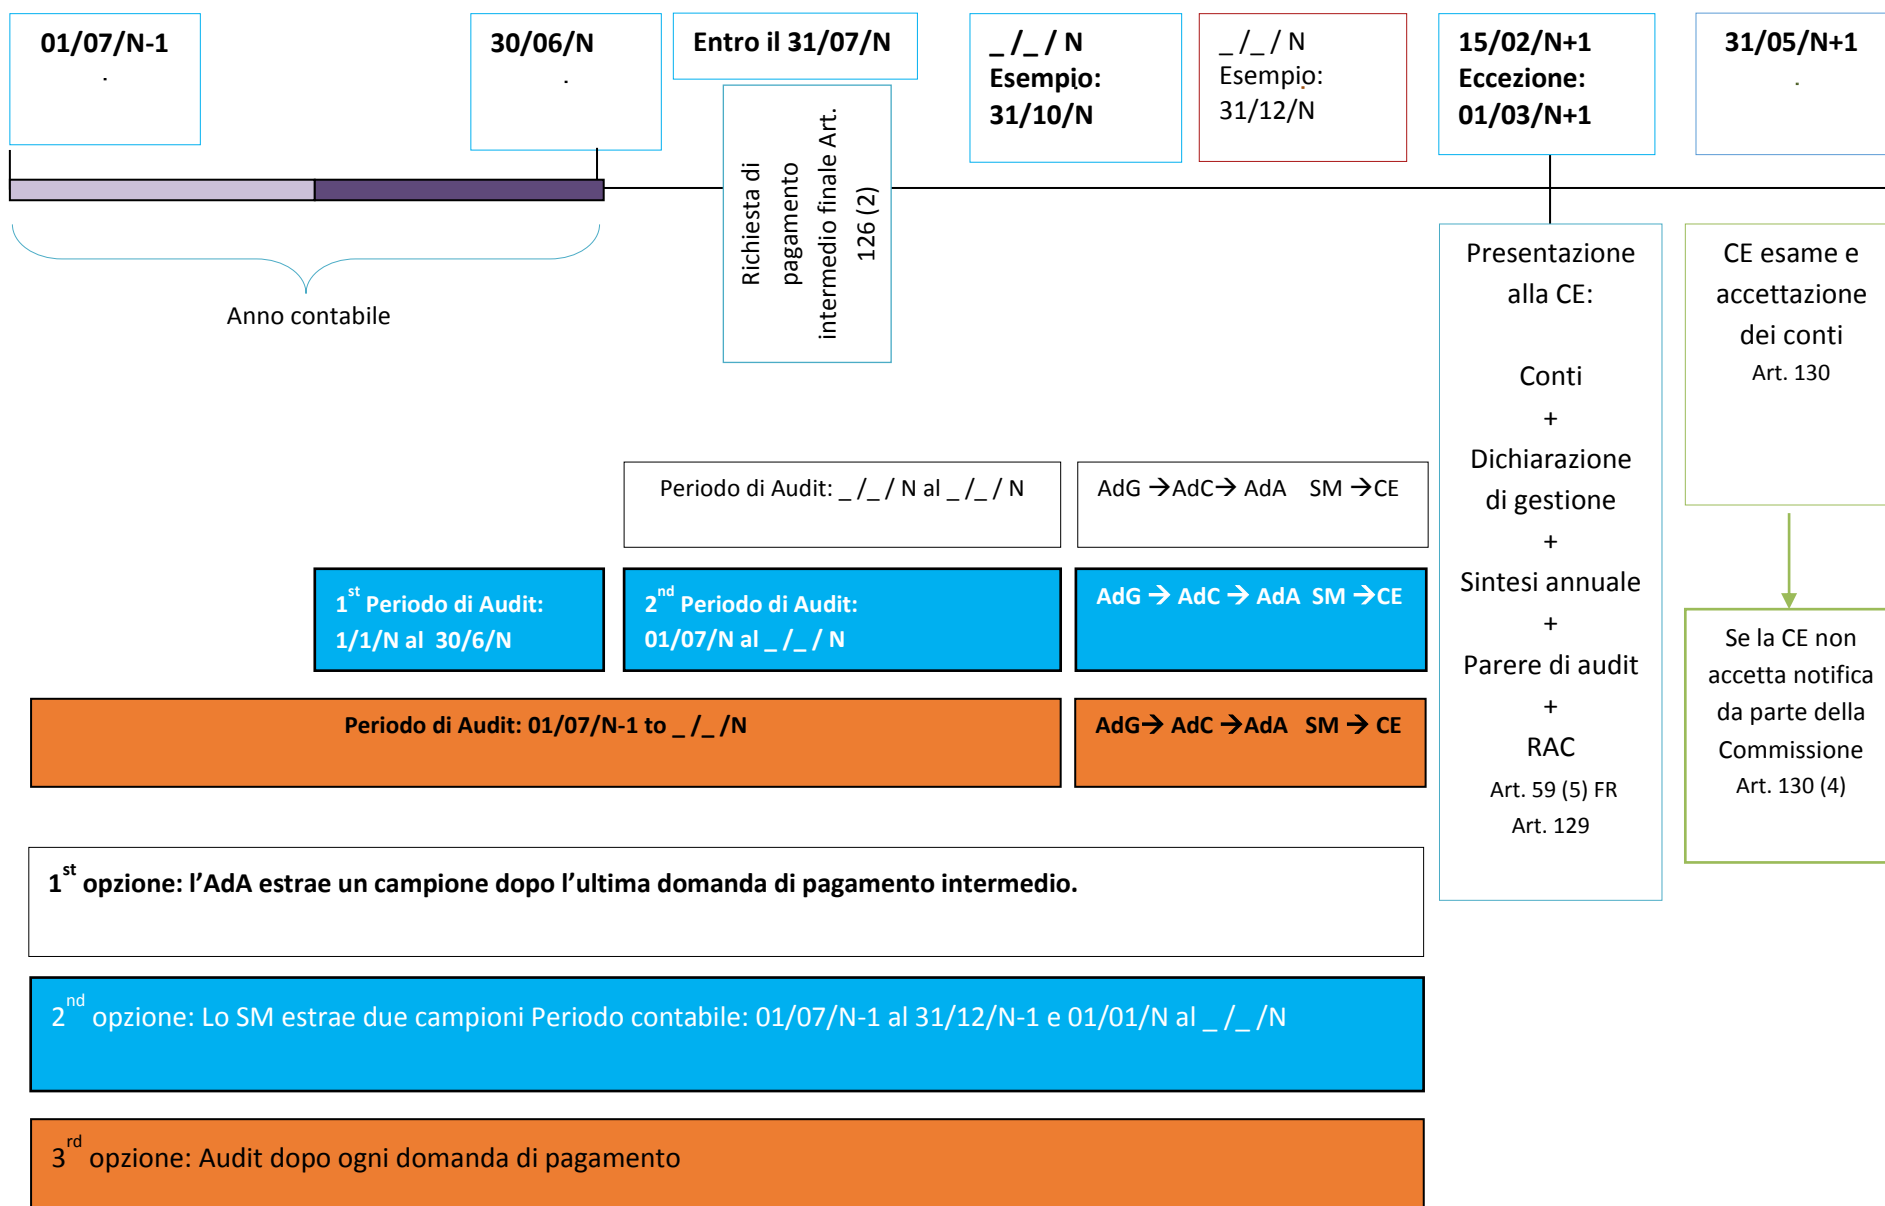 01/07/N-1
30/06/N
Entro il 31/07/N
_ /_ / N
Esempio:
31/10/N
_ /_ / N
Esempio:
31/12/N
15/02/N+1
Eccezione:
01/03/N+1
31/05/N+1
Richiesta di
pagamento
intermedio finale Art.
126 (2)
Anno contabile
Presentazione
alla CE:
Conti
+
Dichiarazione
di gestione
+
Sintesi annuale
+
Parere di audit
+
RAC
Art. 59 (5) FR
Art. 129
CE esame e
accettazione
dei conti
Art. 130
Se la CE non
accetta notifica
da parte della
Commissione
Art. 130 (4)
Periodo di Audit: _ /_ / N al _ /_ / N
AdG →AdC→ AdA SM →CE
1st Periodo di Audit:
1/1/N al 30/6/N
2nd Periodo di Audit:
01/07/N al _ /_ / N
AdG → AdC → AdA SM →CE
Periodo di Audit: 01/07/N-1 to _ /_ /N
AdG→ AdC →AdA SM → CE
1st opzione: l’AdA estrae un campione dopo l’ultima domanda di pagamento intermedio.
2nd opzione: Lo SM estrae due campioni Periodo contabile: 01/07/N-1 al 31/12/N-1 e 01/01/N al _ /_ /N
3rd opzione: Audit dopo ogni domanda di pagamento